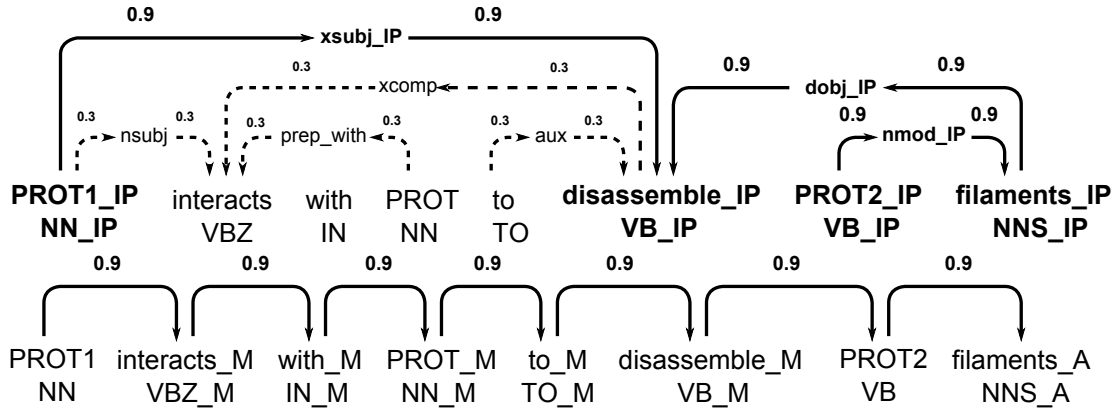 0.9 0.9
xsubj_IP
0.3 0.3 0.9 0.9
xcomp dobj_IP
0.3 0.3 0.3 0.3 0.3 0.3 0.9 0.9
nsubj prep_with aux nmod_IP
PROT1_IP interacts with PROT to disassemble_IP PROT2_IP filaments_IP
NN_IP VBZ IN NN TO VB_IP VB_IP NNS_IP
0.9 0.9 0.9 0.9 0.9 0.9 0.9
PROT1 interacts_M with_M PROT_M to_M disassemble_M PROT2 filaments_A
NN VBZ_M IN_M NN_M TO_M VB_M VB NNS_A